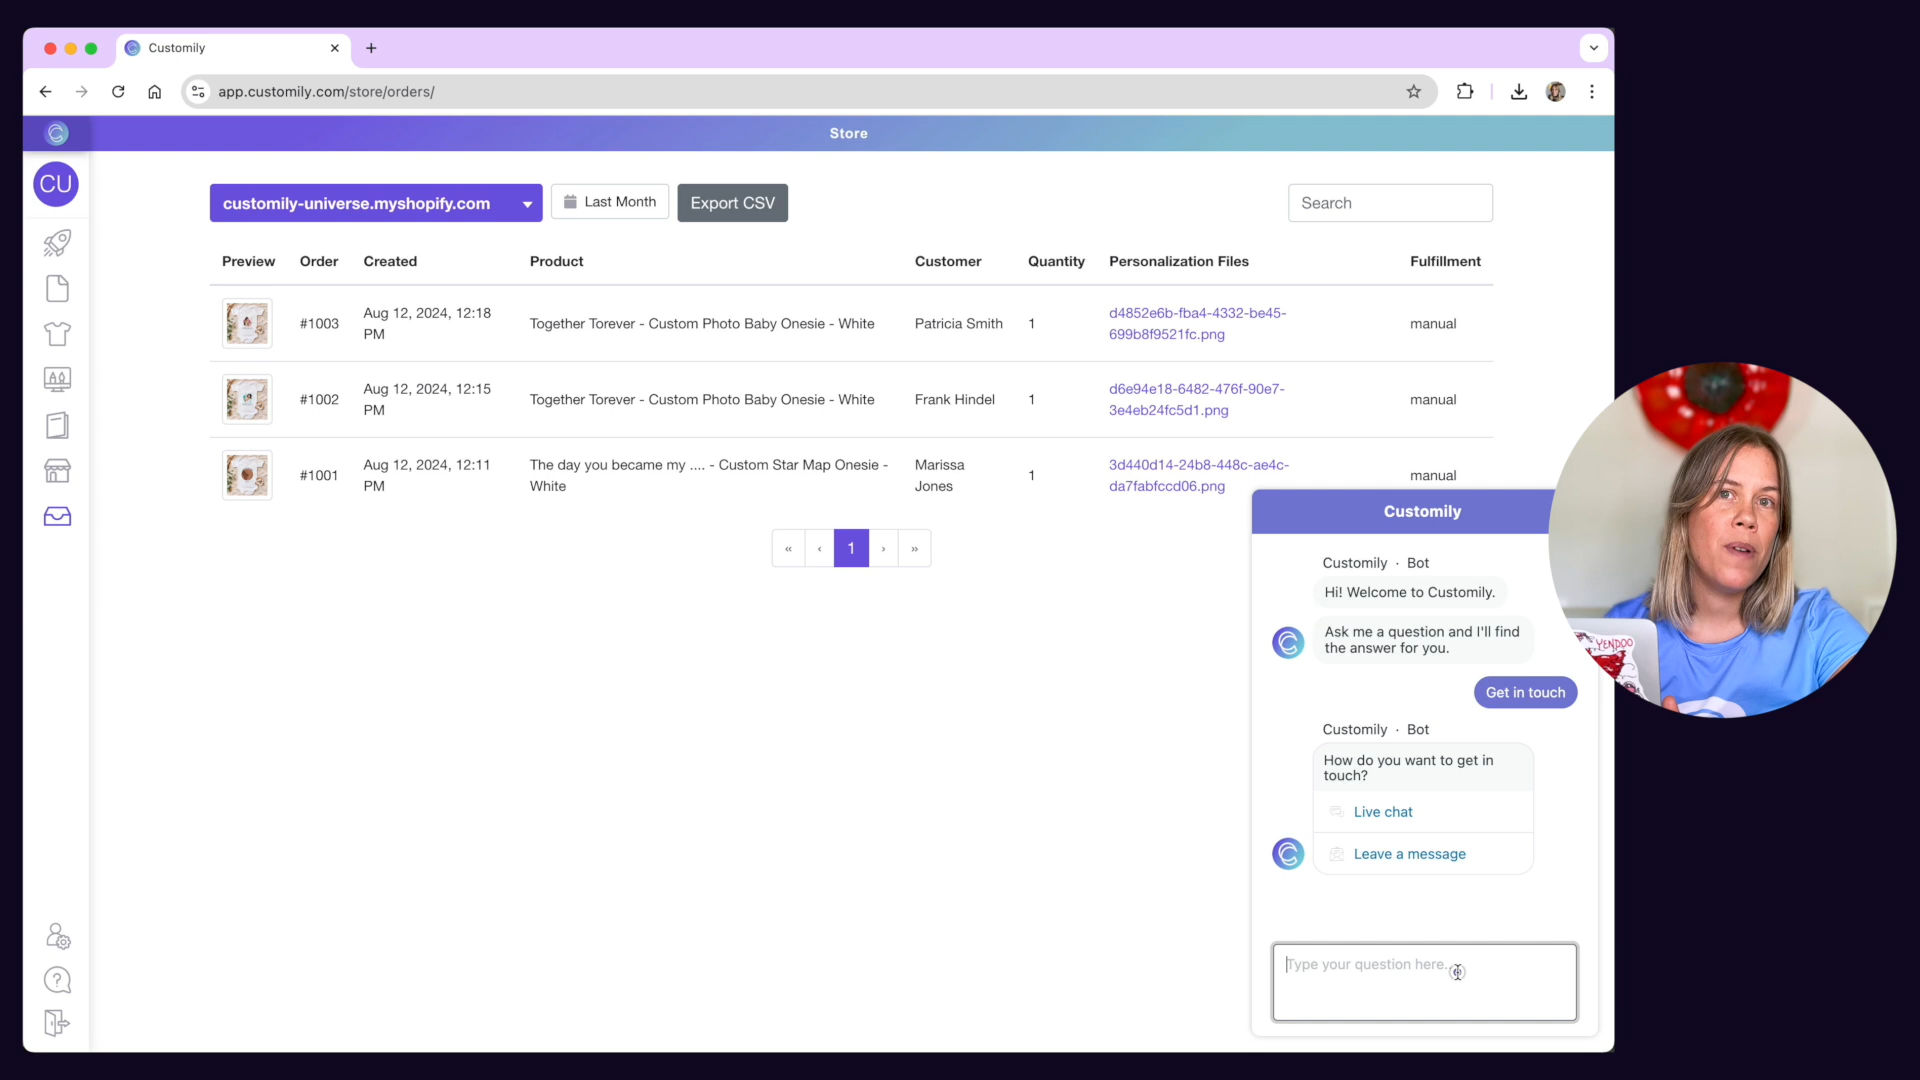 Customily
app.customily.com/store/orders/
Store
CU
customily-universe.myshopify.com
Last Month
Export CSV
Search
Preview Order Created Product Customer Quantity Personalization Files Fulfillment
#1003 Aug 12, 2024, 12:18 PM Together Torever - Custom Photo Baby Onesie - White Patricia Smith 1 d4852e6b-fba4-4332-be45-699b8f9521fc.png manual
#1002 Aug 12, 2024, 12:15 PM Together Torever - Custom Photo Baby Onesie - White Frank Hindel 1 d6e94e18-6482-476f-90e7-3e4eb24fc5d1.png manual
#1001 Aug 12, 2024, 12:11 PM The day you became my .... - Custom Star Map Onesie - White Marissa Jones 1 3d440d14-24b8-448c-ae4c-da7fabfccd06.png manual
« ‹ 1 › »
Customily
Customily · Bot
Hi! Welcome to Customily.
Ask me a question and I'll find
the answer for you.
Get in touch
Customily · Bot
How do you want to get in
touch?
Live chat
Leave a message
Type your question here..
YENDOO